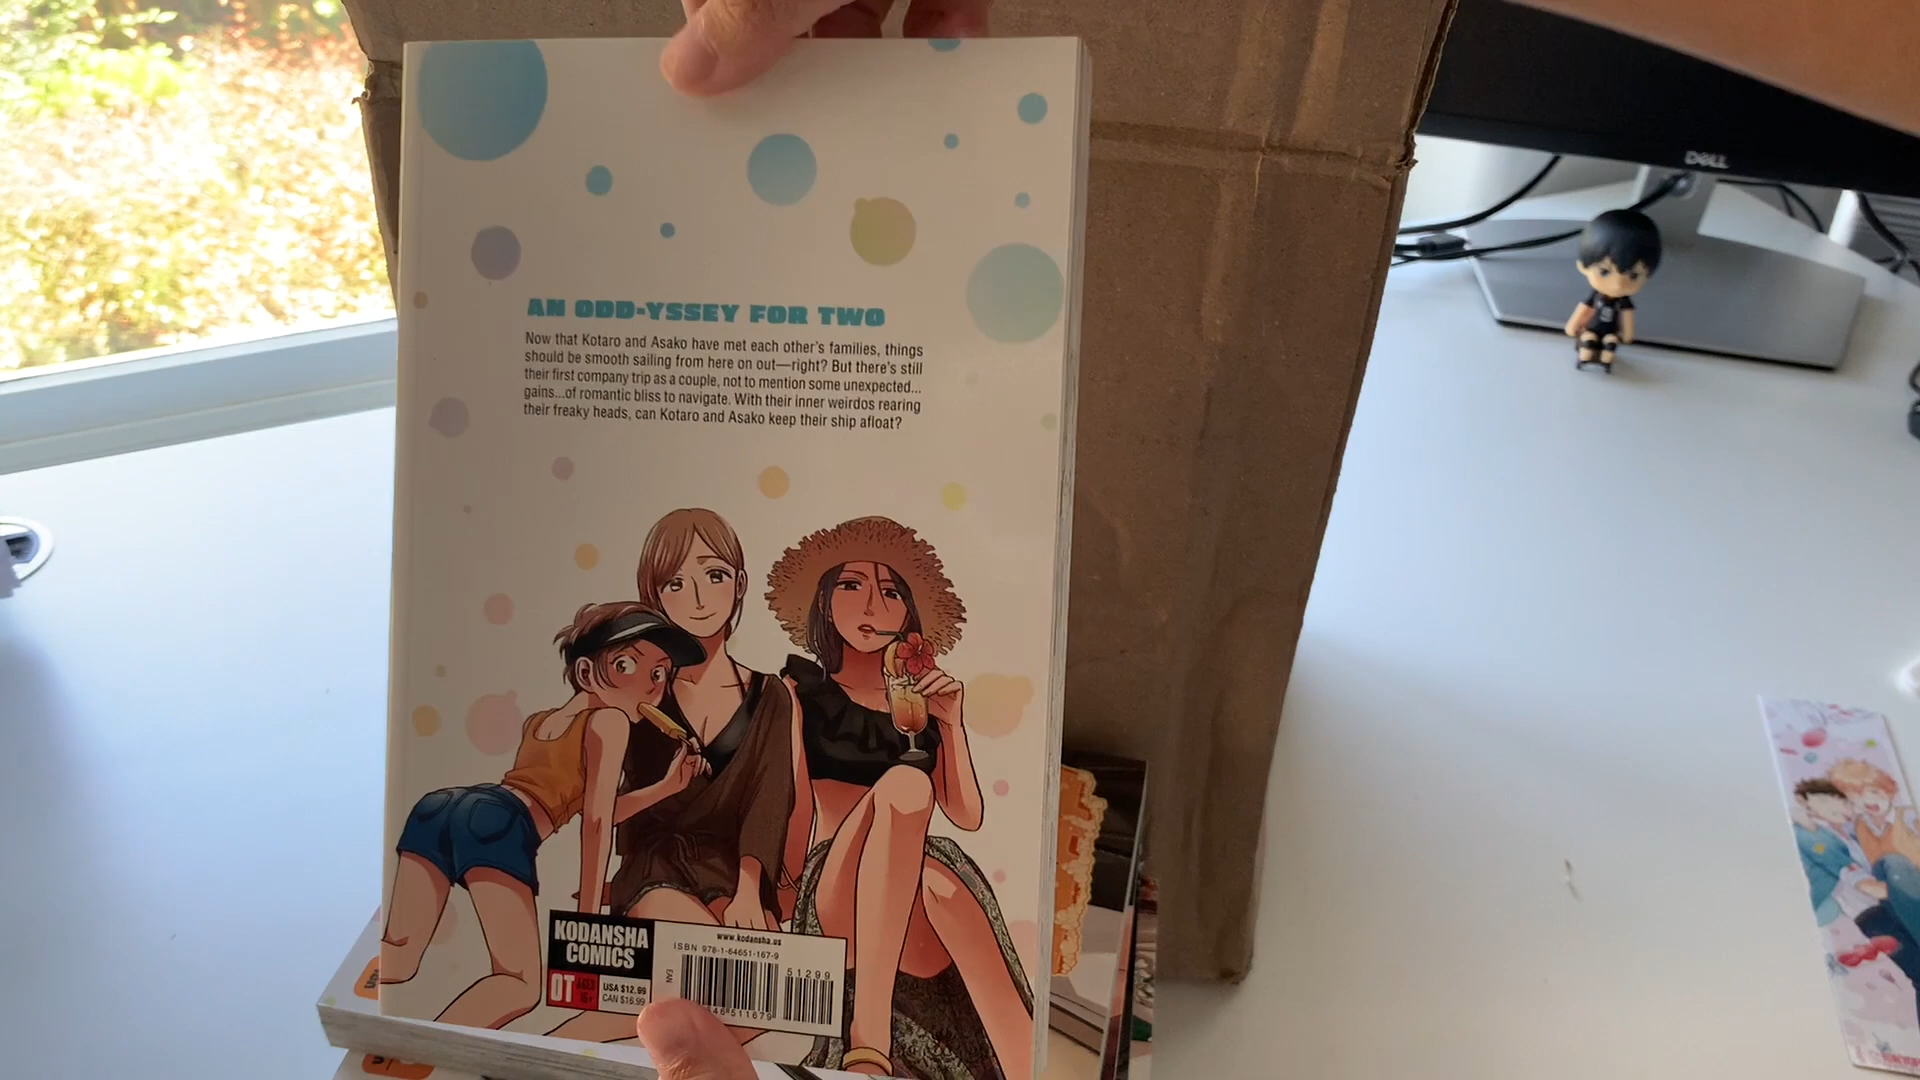 DELL
AN ODD-YSSEY FOR TWO
Now that Kotaro and Asako have met each other's families, things
should be smooth sailing from here on out—right? But there's still
their first company trip as a couple, not to mention some unexpected...
gains...of romantic bliss to navigate. With their inner weirdos rearing
their freaky heads, can Kotaro and Asako keep their ship afloat?
KODANSHA
COMICS
OT AGES
16+
USA $12.99
CAN $16.99
www.kodansha.us
ISBN 978-1-64651-167-9
51299
EAN